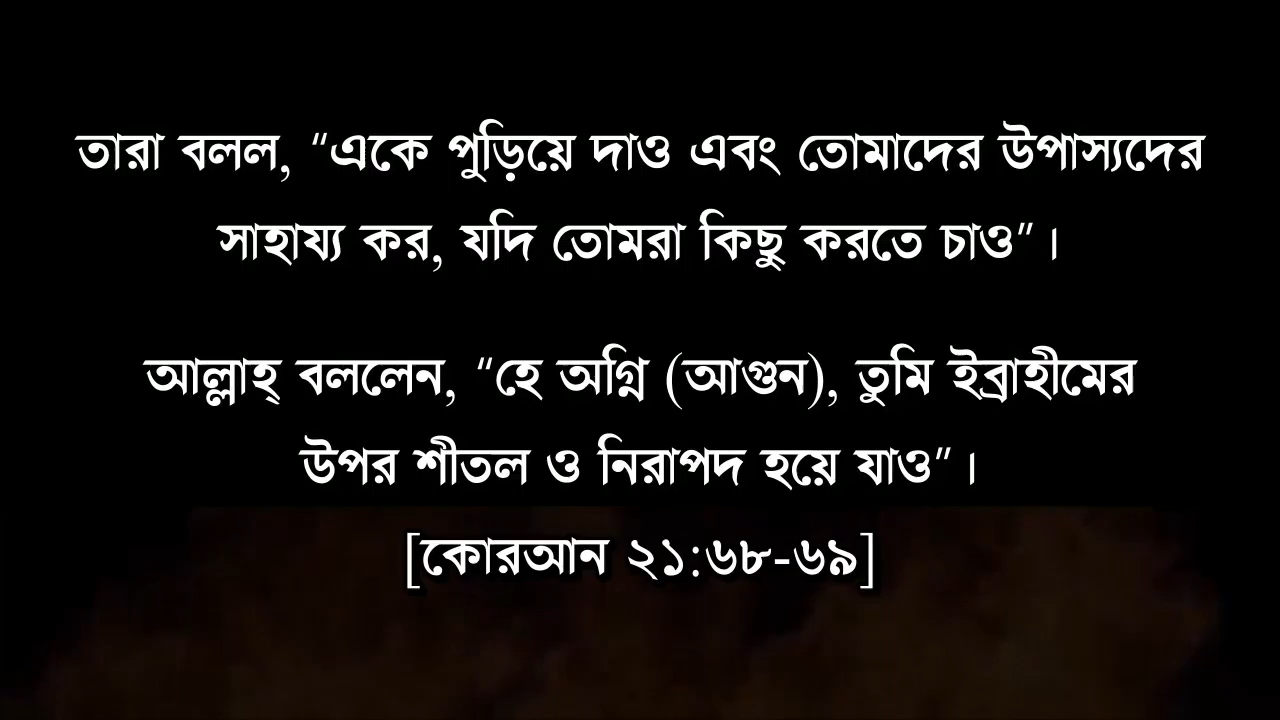 তারা বলল, “একে পুড়িয়ে দাও এবং তোমাদের উপাস্যদের
সাহায্য কর, যদি তোমরা কিছু করতে চাও”।
আল্লাহ্ বললেন, “হে অগ্নি (আগুন), তুমি ইব্রাহীমের
উপর শীতল ও নিরাপদ হয়ে যাও”।
[কোরআন ২১:৬৮-৬৯]